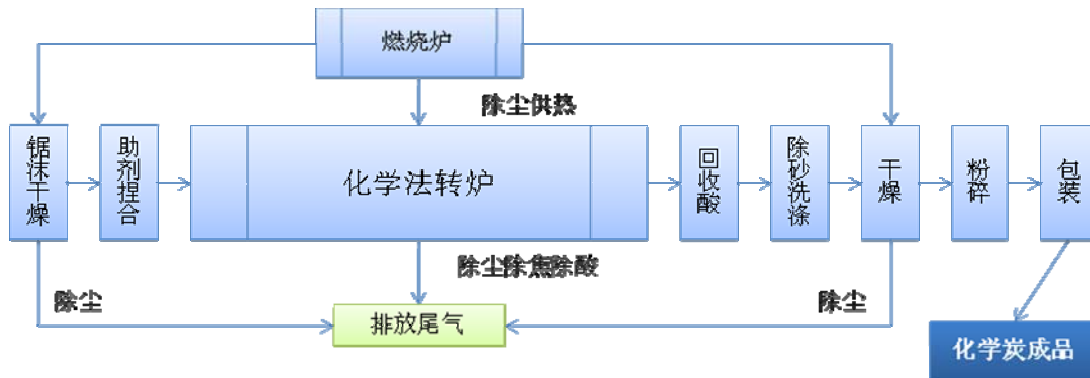 燃烧炉
除尘供热
锯沫干燥
助剂捏合
化学法转炉
回收酸
除砂洗涤
干燥
粉碎
包装
除尘除焦除酸
除尘
除尘
排放尾气
化学炭成品